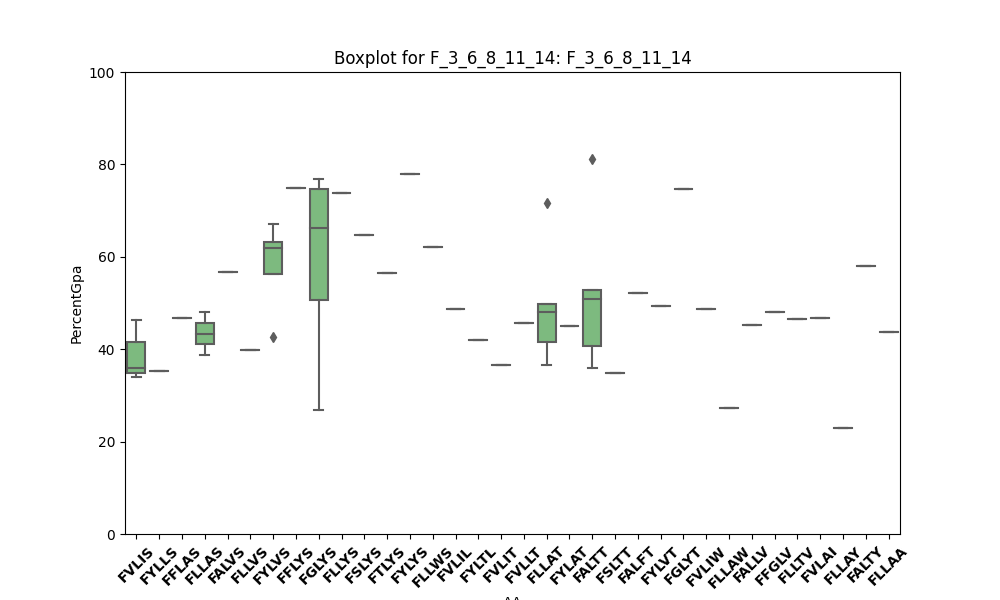 Boxplot for F_3_6_8_11_14: F_3_6_8_11_14
PercentGpa
100
80
60
40
20
0
FVLIS
FYLLS
FFLAS
FLLAS
FALVS
FLLVS
FYLVS
FFLYS
FGLYS
FLLYS
FSLYS
FTLYS
FYLYS
FLLWS
FVLIL
FYLTL
FVLIT
FVLLT
FLLAT
FYLAT
FALTT
FSLTT
FALFT
FYLVT
FGLYT
FVLIW
FLLAW
FALLV
FFGLV
FLLTV
FVLAI
FLLAY
FALTY
FLLAA